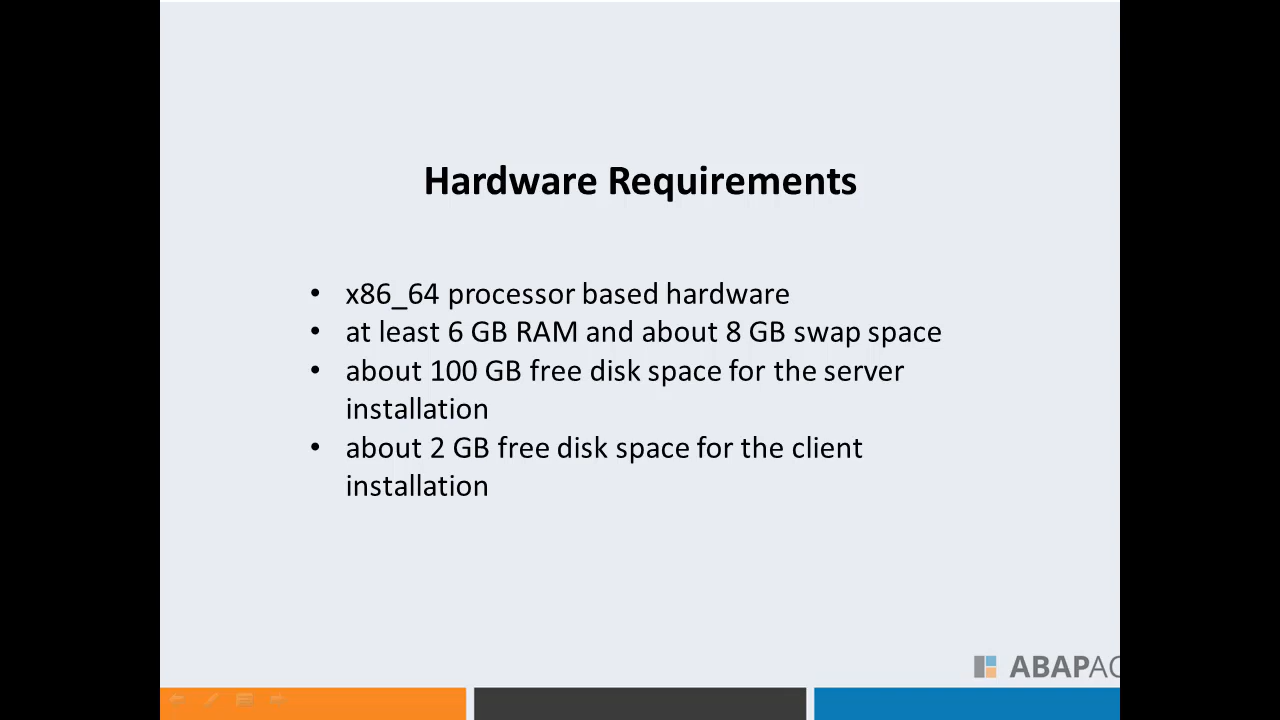 Hardware Requirements
• x86_64 processor based hardware
• at least 6 GB RAM and about 8 GB swap space
• about 100 GB free disk space for the server
installation
• about 2 GB free disk space for the client
installation
ABAPAC